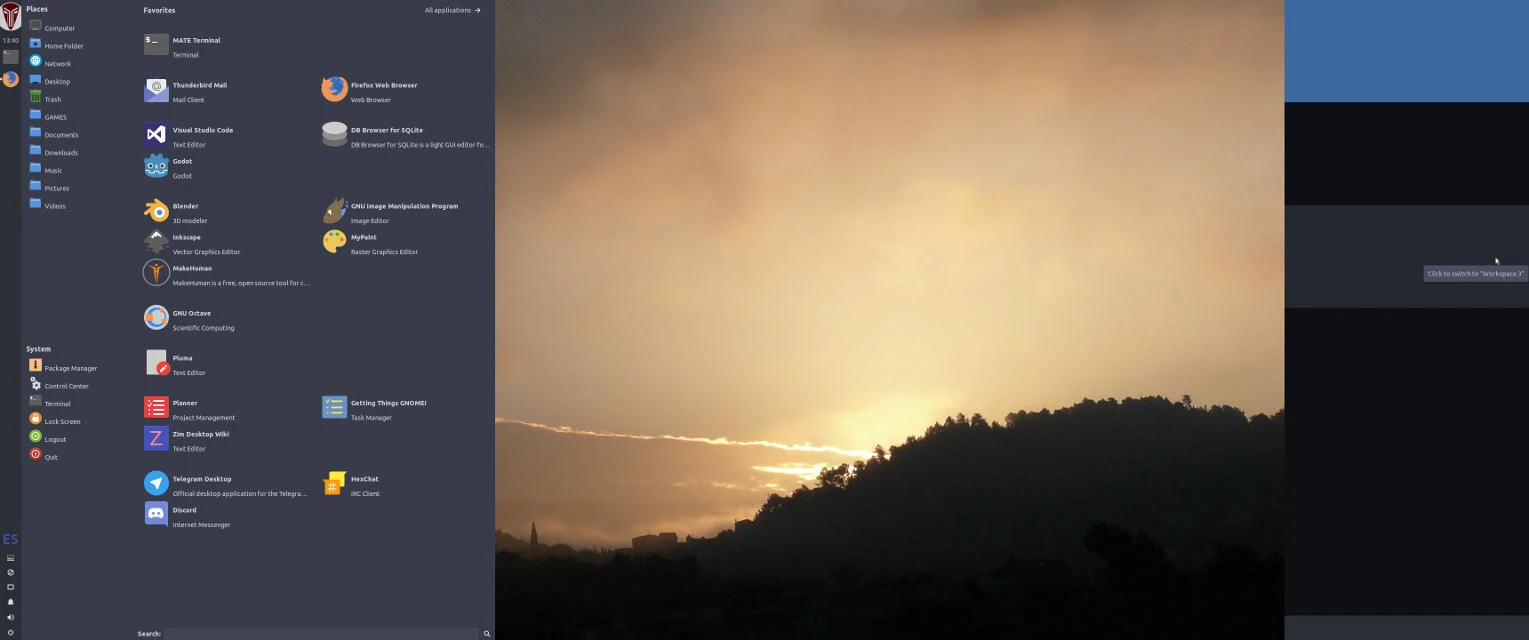 Places
13:40
Computer
Home Folder
Network
Desktop
Trash
GAMES
Documents
Downloads
Music
Pictures
Videos
System
Package Manager
Control Center
Terminal
Lock Screen
Logout
Quit
ES
Favorites
All applications
$_
MATE Terminal
Terminal
Thunderbird Mail
Mail Client
Firefox Web Browser
Web Browser
Visual Studio Code
Text Editor
DB Browser for SQLite
DB Browser for SQLite is a light GUI editor fo...
Godot
Godot
Blender
3D modeler
GNU Image Manipulation Program
Image Editor
Inkscape
Vector Graphics Editor
MyPaint
Raster Graphics Editor
MakeHuman
MakeHuman is a free, open source tool for c...
GNU Octave
Scientific Computing
Pluma
Text Editor
Planner
Project Management
Getting Things GNOME!
Task Manager
Z
Zim Desktop Wiki
Text Editor
Telegram Desktop
Official desktop application for the Telegra...
#
HexChat
IRC Client
Discord
Internet Messenger
Search:
Click to switch to "Workspace 3"